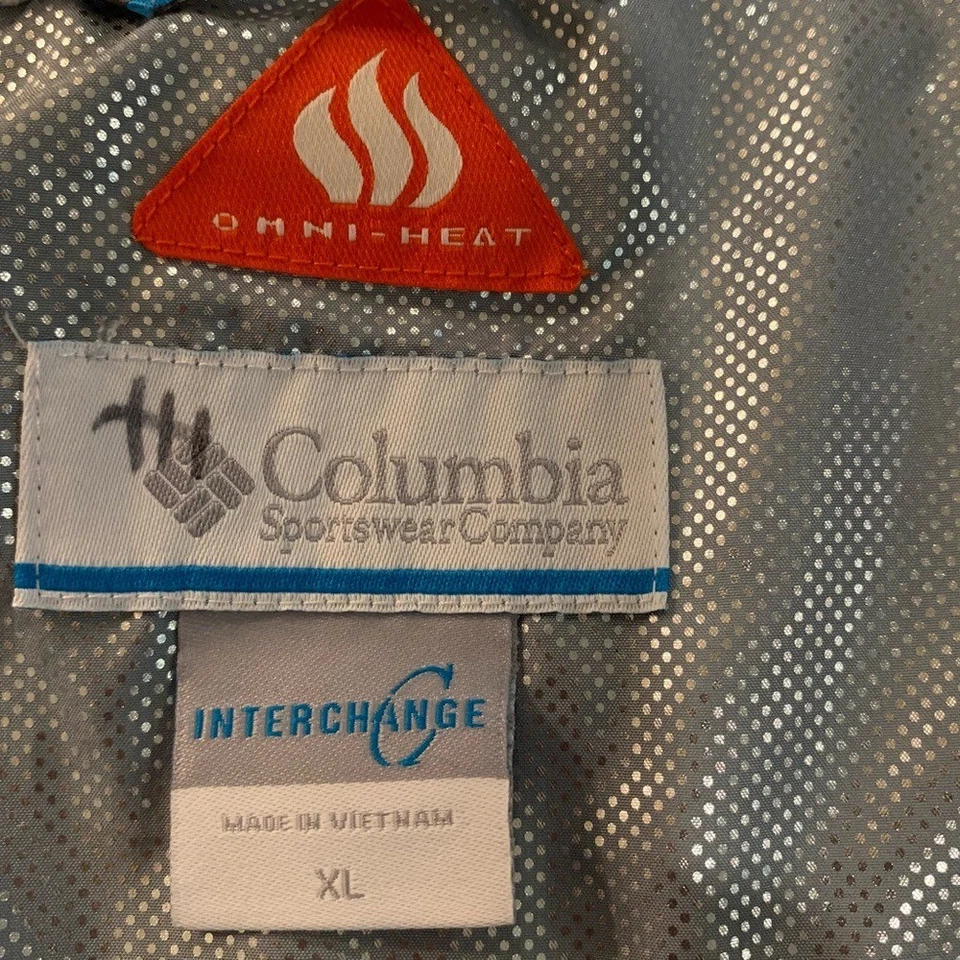 OMNI-HEAT
Columbia
Sportswear Company
INTERCHANGE
MADE IN VIETNAM
XL